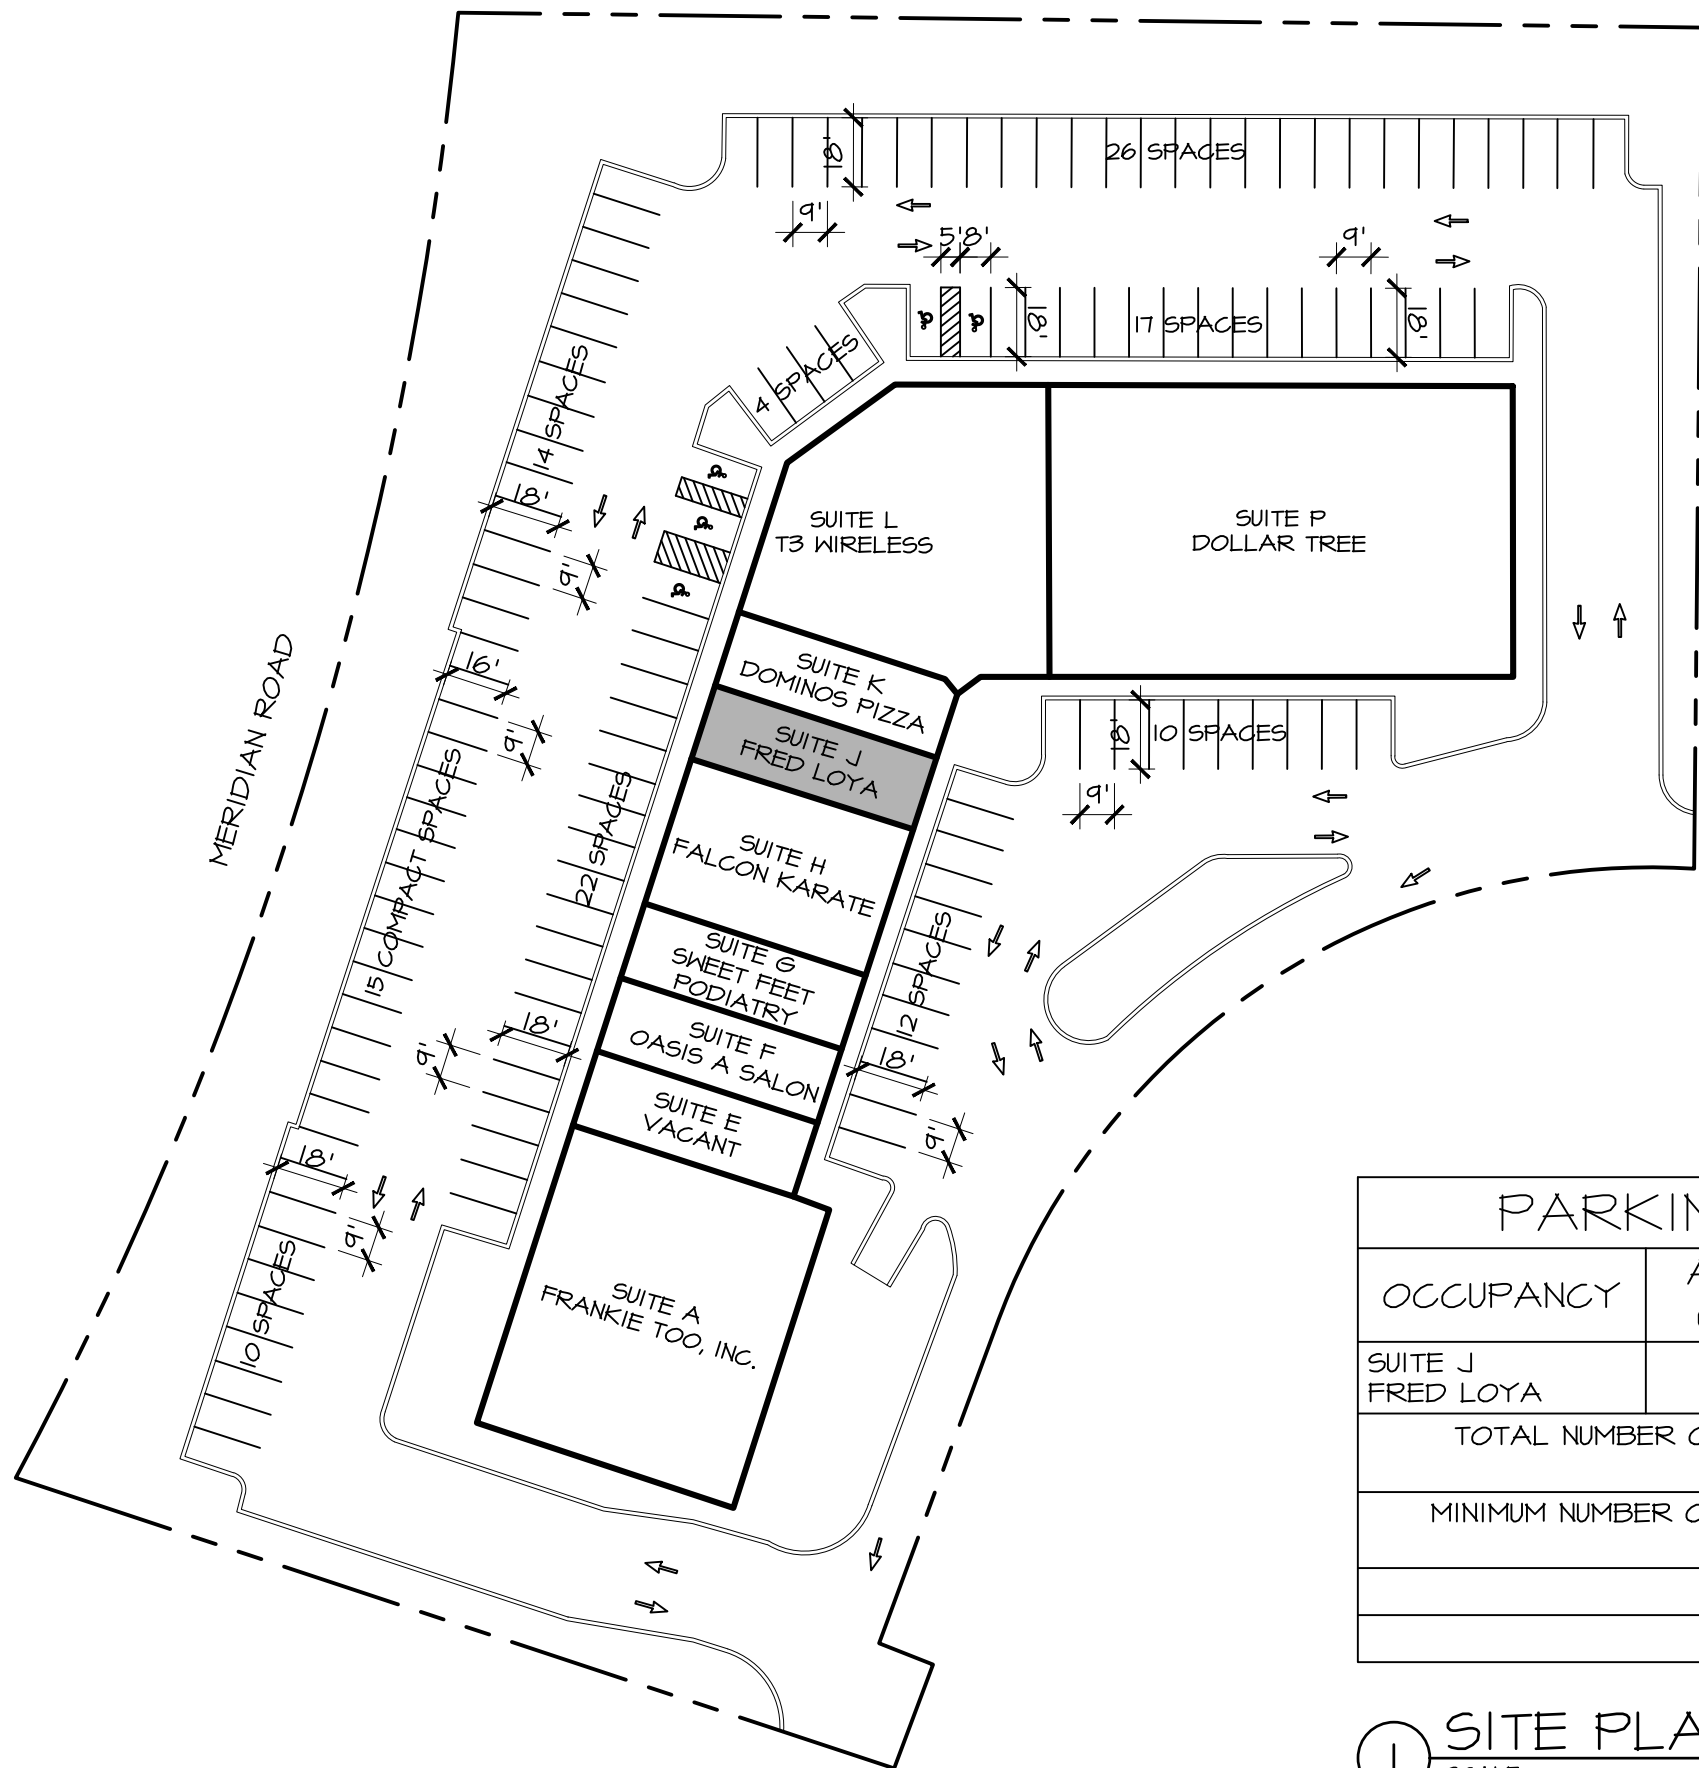 26 SPACES
18'
9'
5'
8'
9'
18'
17 SPACES
18'
4 SPACES
14 SPACES
18'
9'
SUITE L
T3 WIRELESS
SUITE P
DOLLAR TREE
MERIDIAN ROAD
16'
9'
SUITE K
DOMINOS PIZZA
SUITE J
FRED LOYA
18'
10 SPACES
9'
15 COMPACT SPACES
22 SPACES
SUITE H
FALCON KARATE
SUITE G
SWEET FEET
PODIATRY
12 SPACES
18'
9'
SUITE F
OASIS A SALON
18'
9'
SUITE E
VACANT
18'
9'
10 SPACES
SUITE A
FRANKIE TOO, INC.
PARKIN
OCCUPANCY
SUITE J
FRED LOYA
TOTAL NUMBER
MINIMUM NUMBER
1
SITE PLA